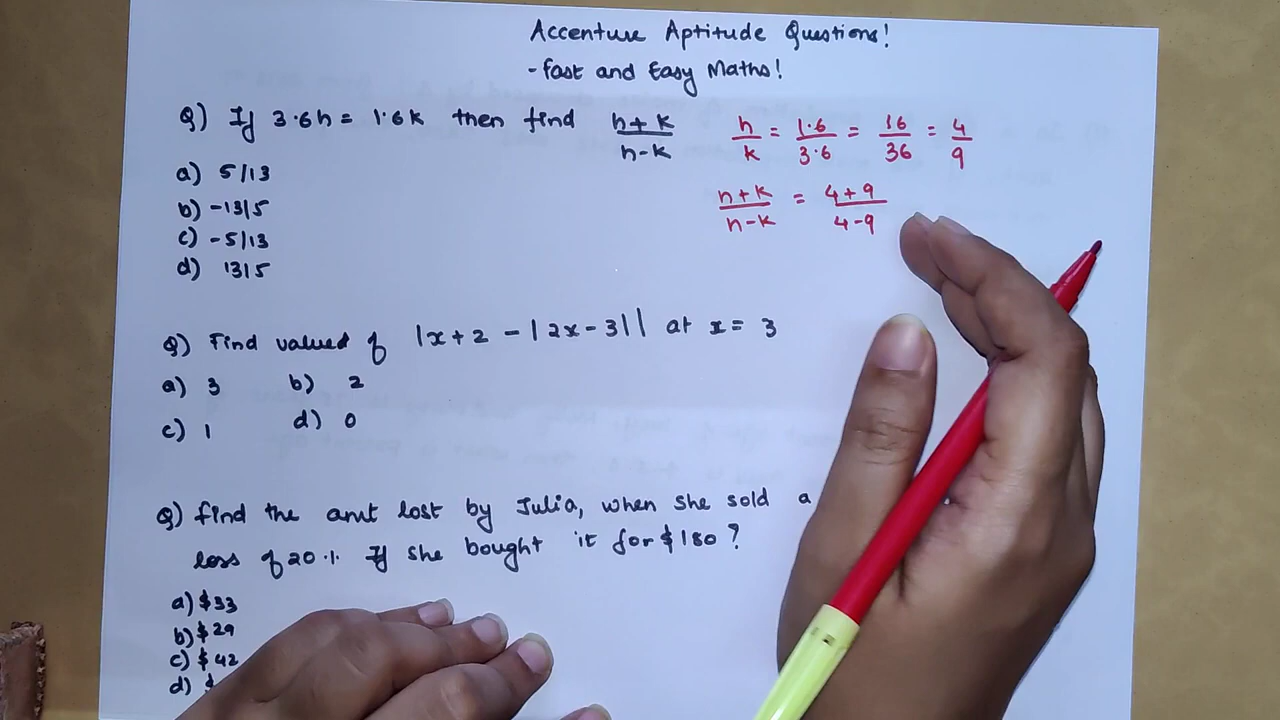 Accenture Aptitude Questions!
- Fast and Easy Maths!
Q) If 3.6h = 1.6k then find h+k/h-k
a) 5/13
b) -13/5
c) -5/13
d) 13/5
h/k = 1.6/3.6 = 16/36 = 4/9
h+k/h-k = 4+9/4-9
Q) Find valued of |x+2 - |2x-3|| at x = 3
a) 3 b) 2
c) 1 d) 0
Q) find the amt lost by Julia, when she sold a
loss of 20% If she bought it for $180?
a) $33
b) $29
c) $42
d) $